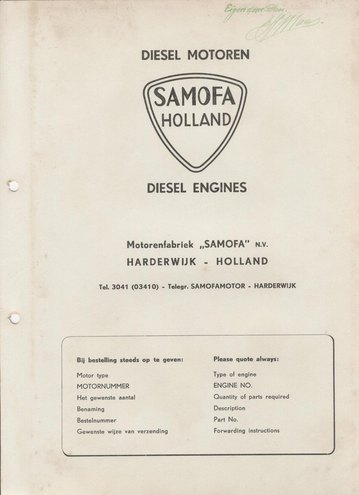 Eigendom van
DIESEL MOTOREN
SAMOFA
HOLLAND
DIESEL ENGINES
Motorenfabriek „SAMOFA" N.V.
HARDERWIJK - HOLLAND
Tel. 3041 (03410) - Telegr. SAMOFAMOTOR - HARDERWIJK
Bij bestelling steeds op te geven:
Motor type
MOTORNUMMER
Het gewenste aantal
Benaming
Bestelnummer
Gewenste wijze van verzending
Please quote always:
Type of engine
ENGINE NO.
Quantity of parts required
Description
Part No.
Forwarding instructions